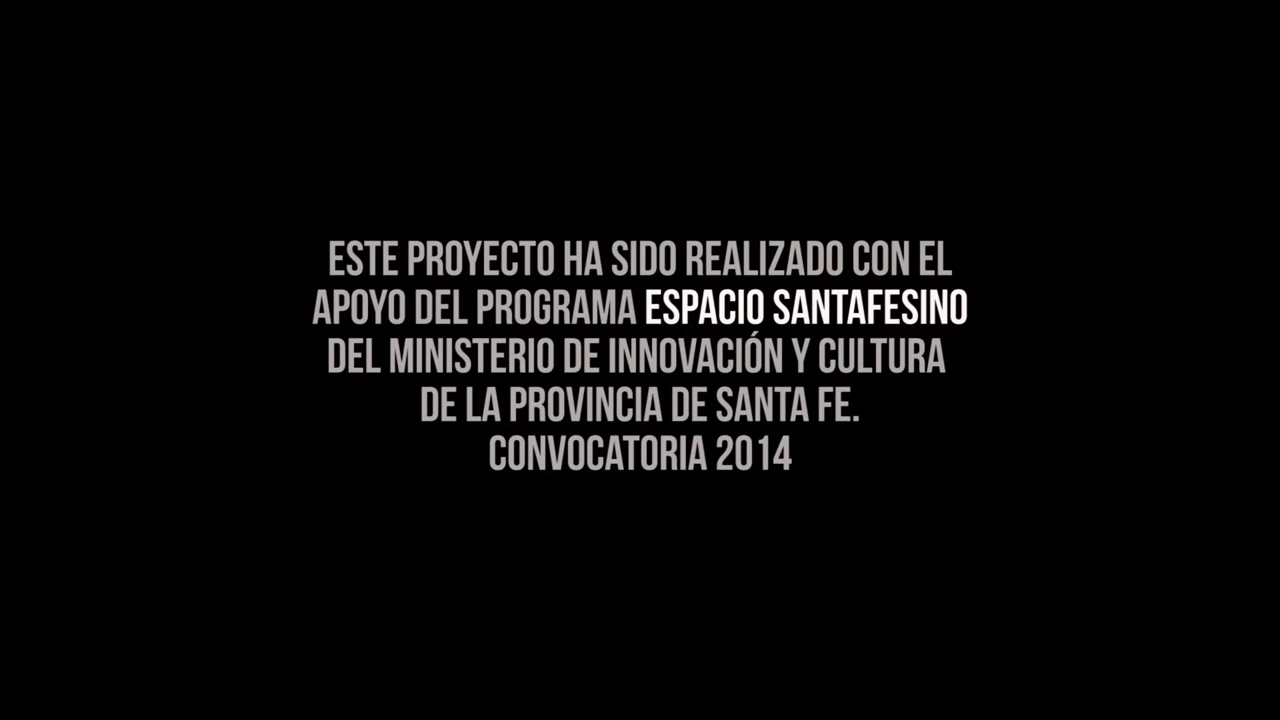 ESTE PROYECTO HA SIDO REALIZADO CON EL
APOYO DEL PROGRAMA ESPACIO SANTAFESINO
DEL MINISTERIO DE INNOVACIÓN Y CULTURA
DE LA PROVINCIA DE SANTA FE.
CONVOCATORIA 2014